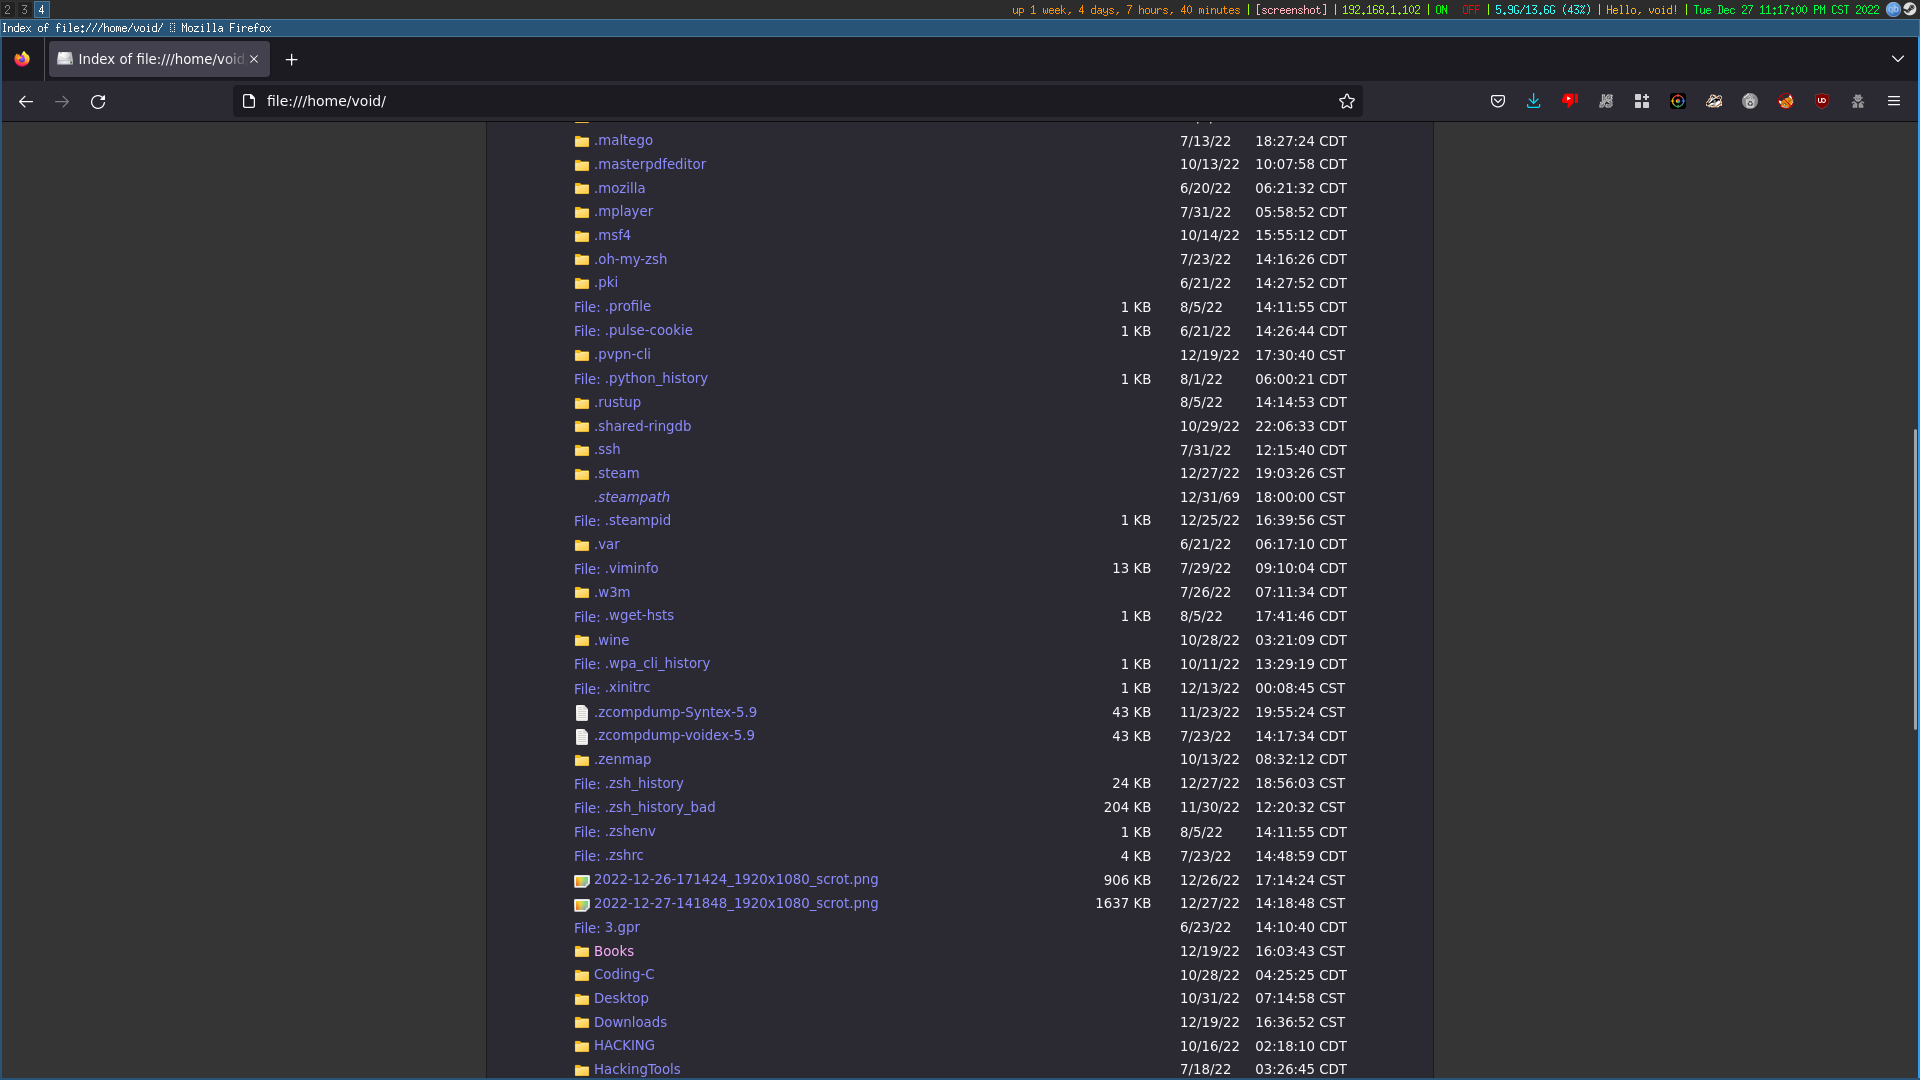 2 3 4 up 1 week, 4 days, 7 hours, 40 minutes | [screenshot] | 192.168.1.102 | ON OFF | 5.9G/13.6G (43%) | Hello, void! | Tue Dec 27 11:17:00 PM CST 2022
Index of file:///home/void/ Mozilla Firefox
Index of file:///home/void
file:///home/void/
.maltego 7/13/22 18:27:24 CDT
.masterpdfeditor 10/13/22 10:07:58 CDT
.mozilla 6/20/22 06:21:32 CDT
.mplayer 7/31/22 05:58:52 CDT
.msf4 10/14/22 15:55:12 CDT
.oh-my-zsh 7/23/22 14:16:26 CDT
.pki 6/21/22 14:27:52 CDT
File: .profile 1 KB 8/5/22 14:11:55 CDT
File: .pulse-cookie 1 KB 6/21/22 14:26:44 CDT
.pvpn-cli 12/19/22 17:30:40 CST
File: .python_history 1 KB 8/1/22 06:00:21 CDT
.rustup 8/5/22 14:14:53 CDT
.shared-ringdb 10/29/22 22:06:33 CDT
.ssh 7/31/22 12:15:40 CDT
.steam 12/27/22 19:03:26 CST
.steampath 12/31/69 18:00:00 CST
File: .steampid 1 KB 12/25/22 16:39:56 CST
.var 6/21/22 06:17:10 CDT
File: .viminfo 13 KB 7/29/22 09:10:04 CDT
.w3m 7/26/22 07:11:34 CDT
File: .wget-hsts 1 KB 8/5/22 17:41:46 CDT
.wine 10/28/22 03:21:09 CDT
File: .wpa_cli_history 1 KB 10/11/22 13:29:19 CDT
File: .xinitrc 1 KB 12/13/22 00:08:45 CST
.zcompdump-Syntex-5.9 43 KB 11/23/22 19:55:24 CST
.zcompdump-voidex-5.9 43 KB 7/23/22 14:17:34 CDT
.zenmap 10/13/22 08:32:12 CDT
File: .zsh_history 24 KB 12/27/22 18:56:03 CST
File: .zsh_history_bad 204 KB 11/30/22 12:20:32 CST
File: .zshenv 1 KB 8/5/22 14:11:55 CDT
File: .zshrc 4 KB 7/23/22 14:48:59 CDT
2022-12-26-171424_1920x1080_scrot.png 906 KB 12/26/22 17:14:24 CST
2022-12-27-141848_1920x1080_scrot.png 1637 KB 12/27/22 14:18:48 CST
File: 3.gpr 6/23/22 14:10:40 CDT
Books 12/19/22 16:03:43 CST
Coding-C 10/28/22 04:25:25 CDT
Desktop 10/31/22 07:14:58 CST
Downloads 12/19/22 16:36:52 CST
HACKING 10/16/22 02:18:10 CDT
HackingTools 7/18/22 03:26:45 CDT